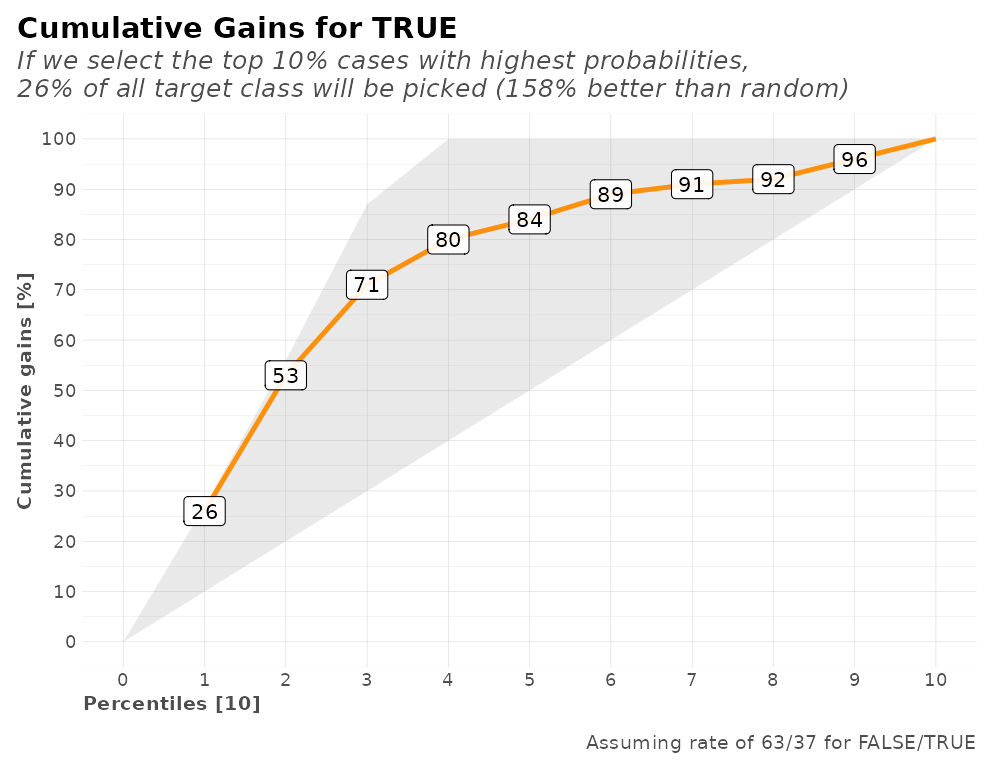 Cumulative Gains for TRUE
If we select the top 10% cases with highest probabilities,
26% of all target class will be picked (158% better than random)
Cumulative gains [%]
100
90
80
70
60
50
40
30
20
10
0
26
53
71
80
84
89
91
92
96
0 1 2 3 4 5 6 7 8 9 10
Percentiles [10]
Assuming rate of 63/37 for FALSE/TRUE